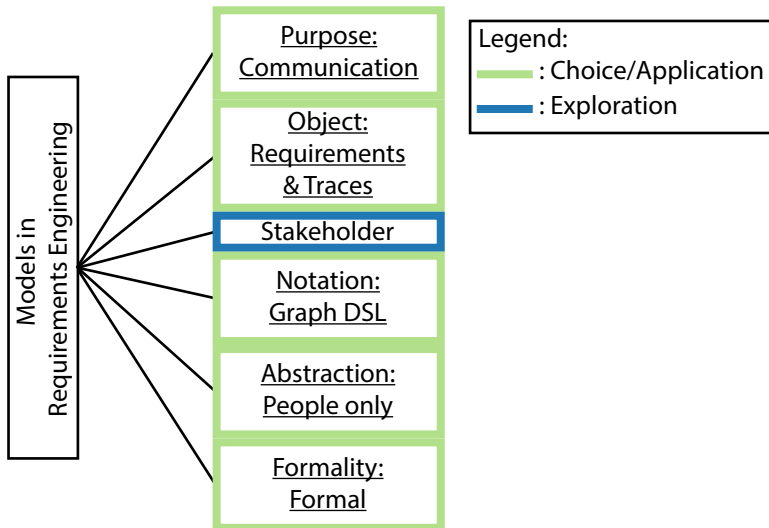 Models in
Requirements Engineering
Purpose:
Communication
Object:
Requirements
& Traces
Stakeholder
Notation:
Graph DSL
Abstraction:
People only
Formality:
Formal
Legend:
: Choice/Application
: Exploration